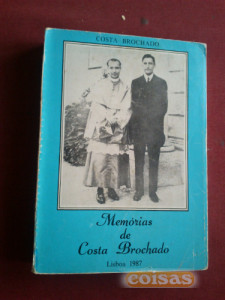 COSTA BROCHADO
Memórias
de
Costa Brochado
Lisboa 1987
coisas